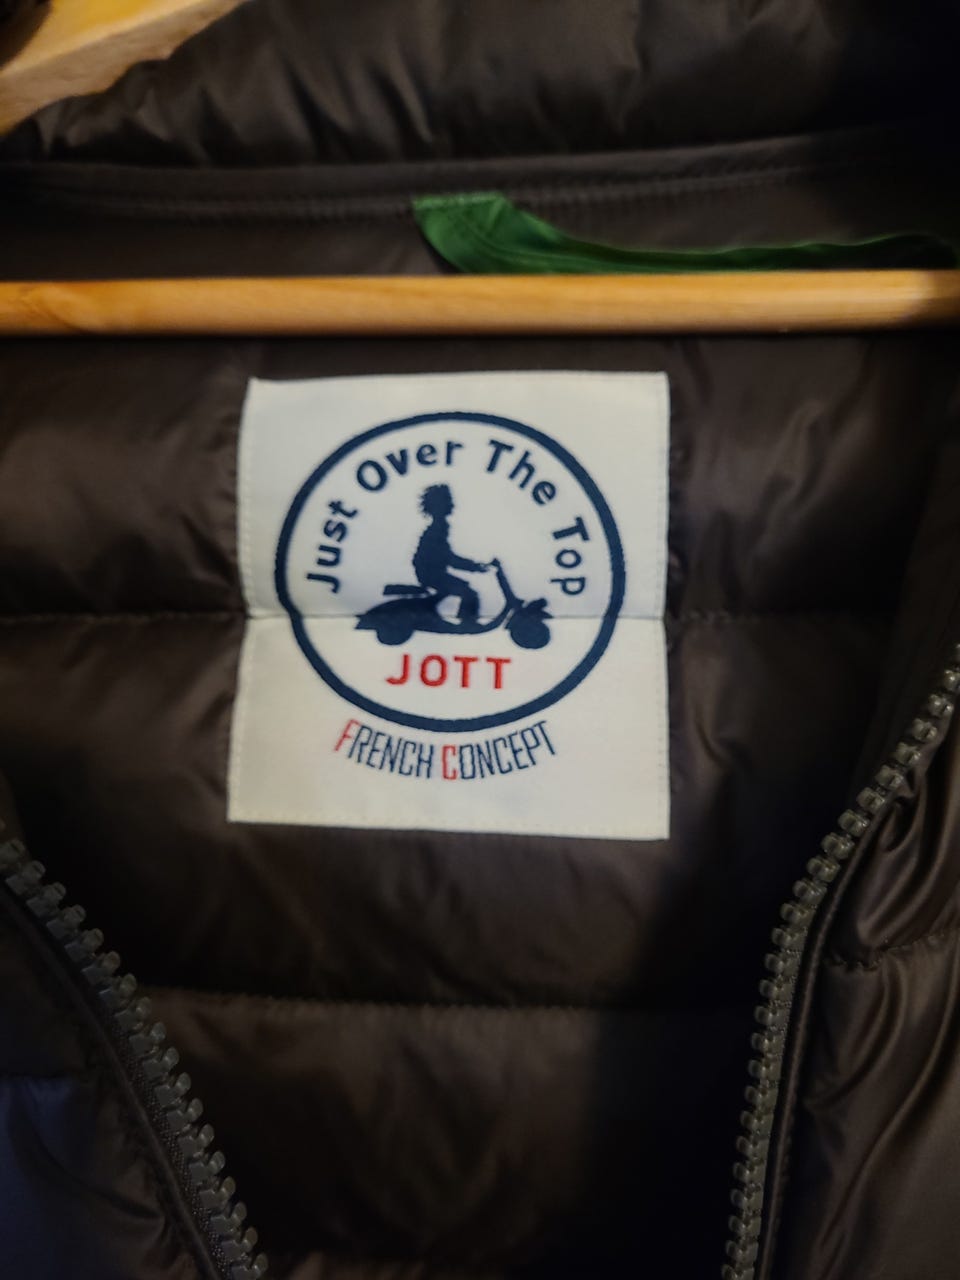 Just Over The Top
JOTT
FRENCH CONCEPT